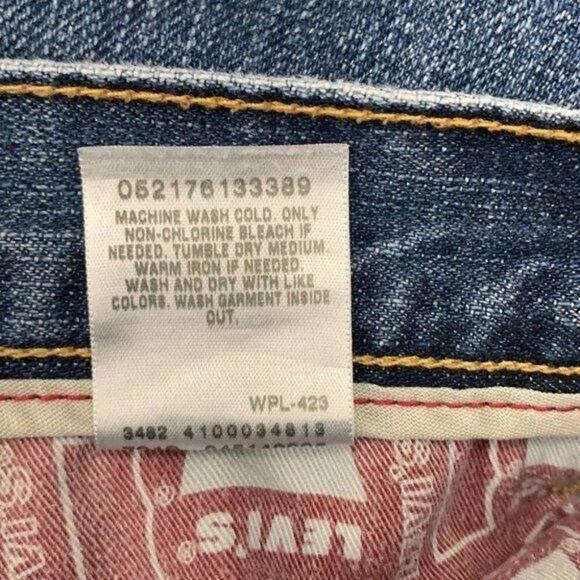 052176133389
MACHINE WASH COLD. ONLY
NON-CHLORINE BLEACH IF
NEEDED. TUMBLE DRY MEDIUM.
WARM IRON IF NEEDED.
WASH AND DRY WITH LIKE
COLORS. WASH GARMENT INSIDE
OUT.
WPL-423
3482 4100034813
LEVI'S
®